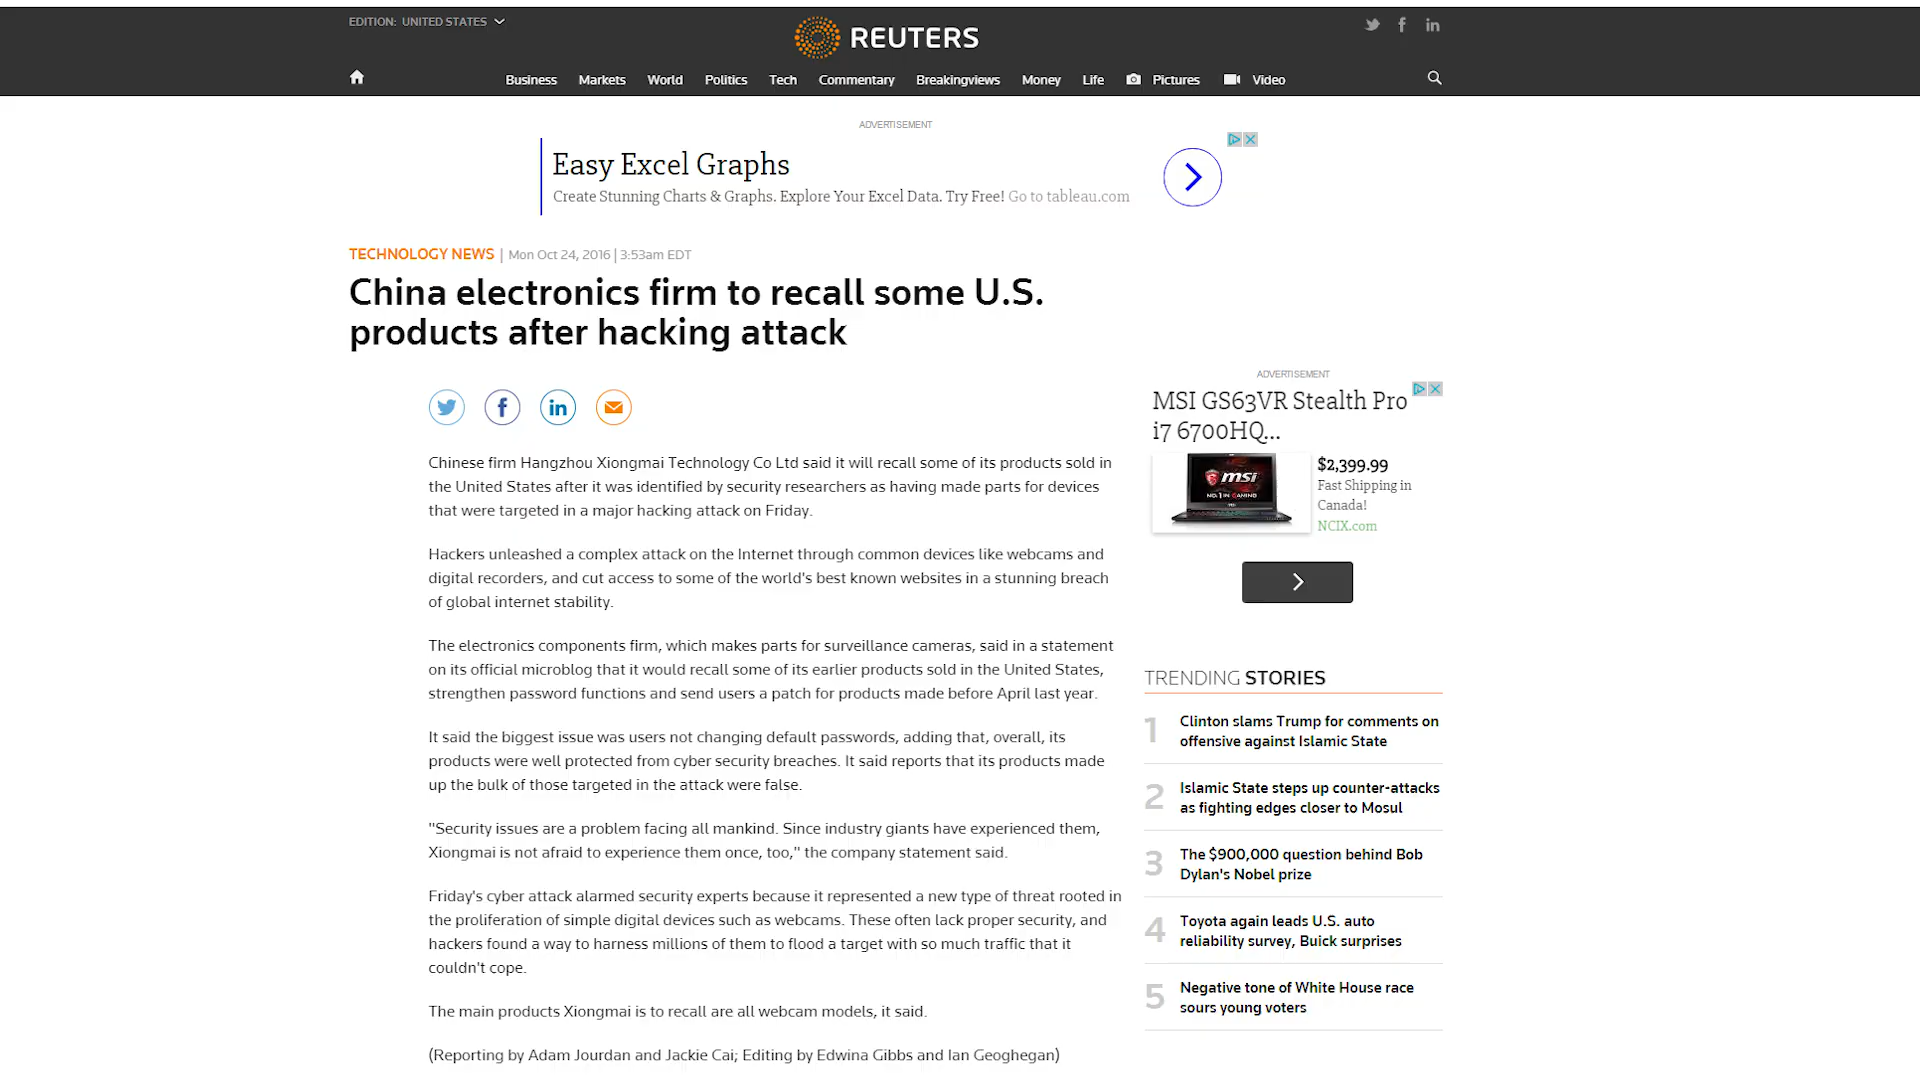 EDITION: UNITED STATES
REUTERS
Business Markets World Politics Tech Commentary Breakingviews Money Life Pictures Video
ADVERTISEMENT
Easy Excel Graphs
Create Stunning Charts & Graphs. Explore Your Excel Data. Try Free! Go to tableau.com
TECHNOLOGY NEWS | Mon Oct 24, 2016 | 3:53am EDT
China electronics firm to recall some U.S.
products after hacking attack
Chinese firm Hangzhou Xiongmai Technology Co Ltd said it will recall some of its products sold in
the United States after it was identified by security researchers as having made parts for devices
that were targeted in a major hacking attack on Friday.
Hackers unleashed a complex attack on the Internet through common devices like webcams and
digital recorders, and cut access to some of the world's best known websites in a stunning breach
of global internet stability.
The electronics components firm, which makes parts for surveillance cameras, said in a statement
on its official microblog that it would recall some of its earlier products sold in the United States,
strengthen password functions and send users a patch for products made before April last year.
It said the biggest issue was users not changing default passwords, adding that, overall, its
products were well protected from cyber security breaches. It said reports that its products made
up the bulk of those targeted in the attack were false.
"Security issues are a problem facing all mankind. Since industry giants have experienced them,
Xiongmai is not afraid to experience them once, too," the company statement said.
Friday's cyber attack alarmed security experts because it represented a new type of threat rooted in
the proliferation of simple digital devices such as webcams. These often lack proper security, and
hackers found a way to harness millions of them to flood a target with so much traffic that it
couldn't cope.
The main products Xiongmai is to recall are all webcam models, it said.
(Reporting by Adam Jourdan and Jackie Cai; Editing by Edwina Gibbs and Ian Geoghegan)
ADVERTISEMENT
MSI GS63VR Stealth Pro
i7 6700HQ...
msi
NO.1 IN GAMING
$2,399.99
Fast Shipping in
Canada!
NCIX.com
TRENDING STORIES
1 Clinton slams Trump for comments on
offensive against Islamic State
2 Islamic State steps up counter-attacks
as fighting edges closer to Mosul
3 The $900,000 question behind Bob
Dylan's Nobel prize
4 Toyota again leads U.S. auto
reliability survey, Buick surprises
5 Negative tone of White House race
sours young voters